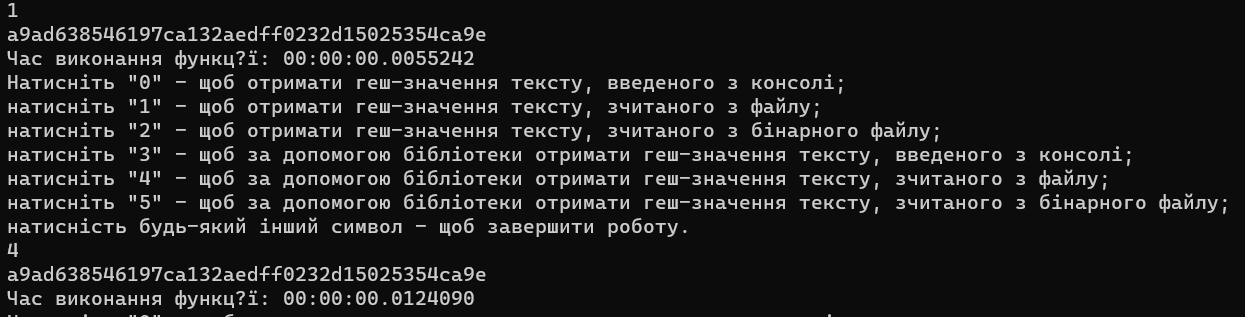 1
a9ad638546197ca132aedff0232d15025354ca9e
Час виконання функц?ї: 00:00:00.0055242
Натисніть "0" - щоб отримати геш-значення тексту, введеного з консолі;
натисніть "1" - щоб отримати геш-значення тексту, зчитаного з файлу;
натисніть "2" - щоб отримати геш-значення тексту, зчитаного з бінарного файлу;
натисніть "3" - щоб за допомогою бібліотеки отримати геш-значення тексту, введеного з консолі;
натисніть "4" - щоб за допомогою бібліотеки отримати геш-значення тексту, зчитаного з файлу;
натисніть "5" - щоб за допомогою бібліотеки отримати геш-значення тексту, зчитаного з бінарного файлу;
натисність будь-який інший символ - щоб завершити роботу.
4
a9ad638546197ca132aedff0232d15025354ca9e
Час виконання функц?ї: 00:00:00.0124090